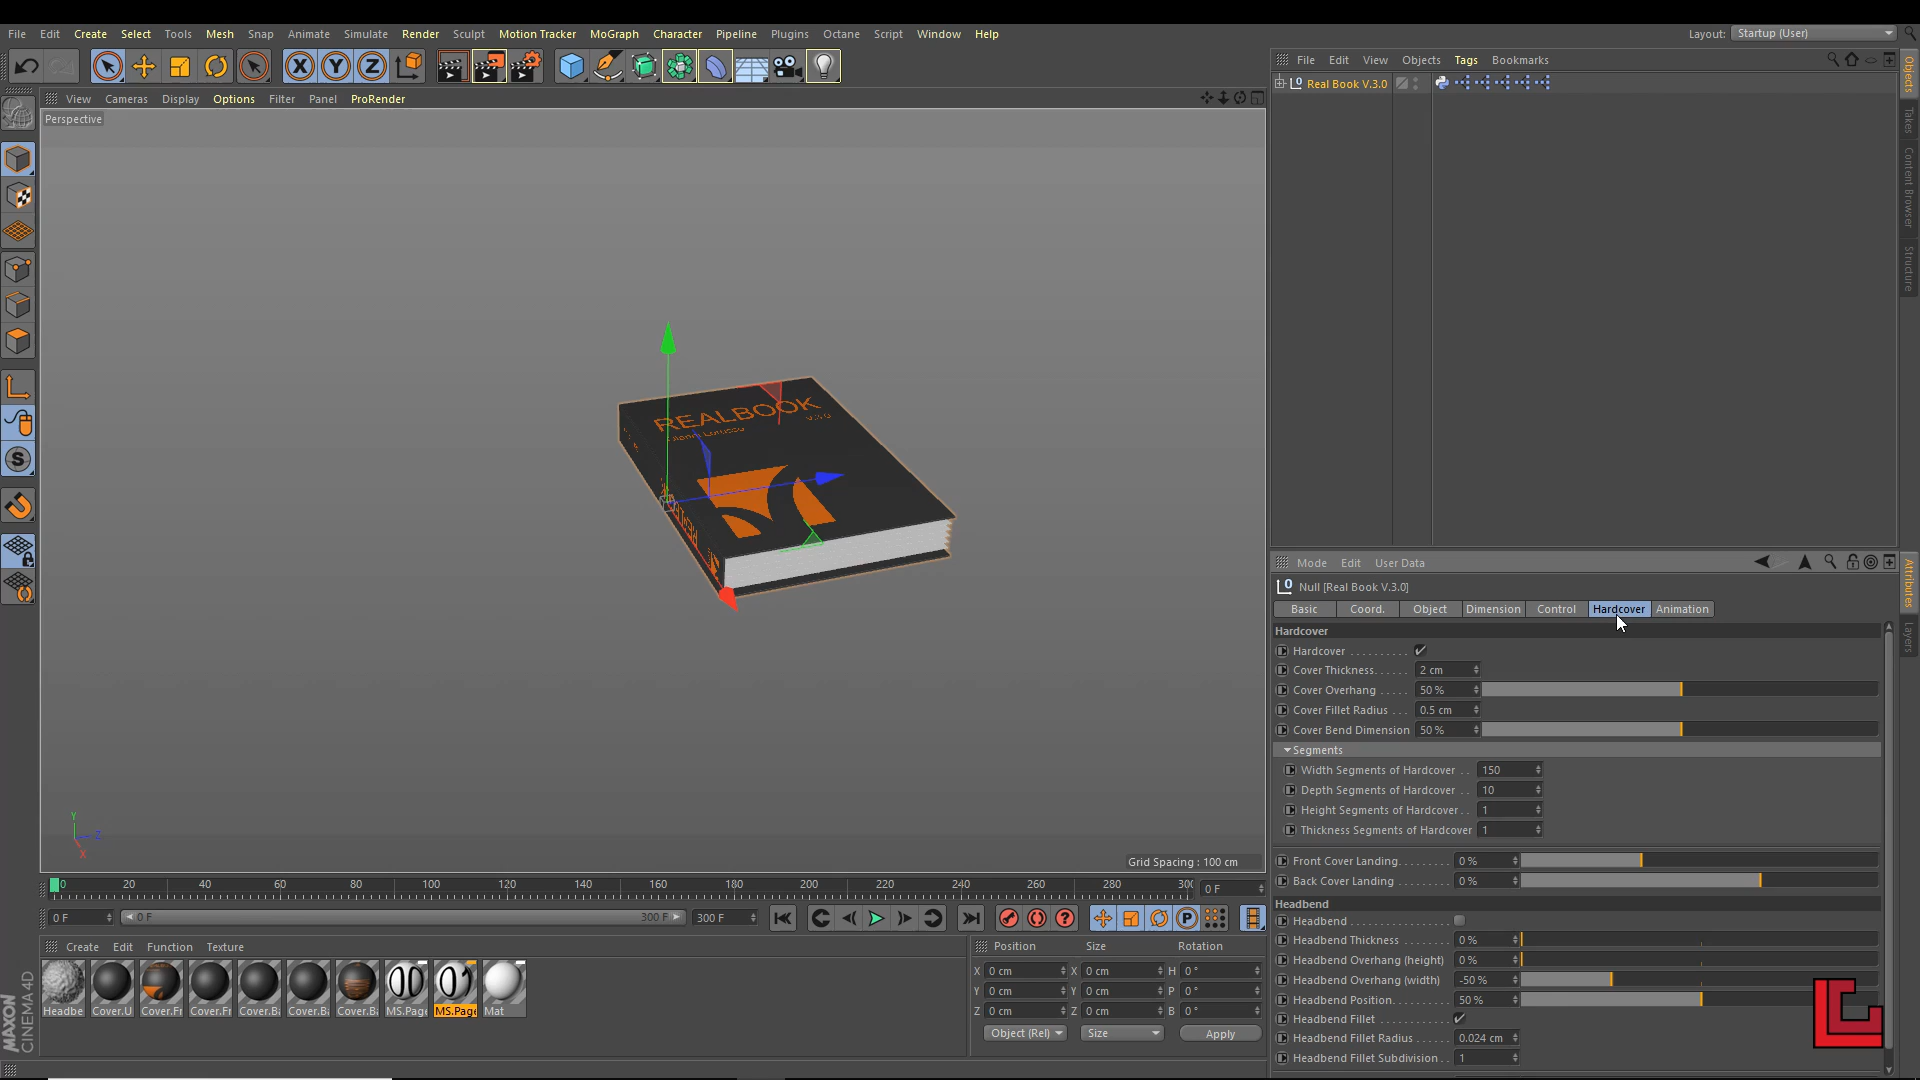 File Edit Create Select Tools Mesh Snap Animate Simulate Render Sculpt Motion Tracker MoGraph Character Pipeline Plugins Octane Script Window Help
Layout: Startup (User)
File Edit View Objects Tags Bookmarks
Real Book V.3.0
View Cameras Display Options Filter Panel ProRender
Perspective
REALBOOK
V.3.0
Grid Spacing : 100 cm
Objects
Takes
Content Browser
Structure
Mode Edit User Data
Null [Real Book V.3.0]
Basic Coord. Object Dimension Control Hardcover Animation
Hardcover
Hardcover
Cover Thickness 2 cm
Cover Overhang 50 %
Cover Fillet Radius 0.5 cm
Cover Bend Dimension 50 %
Segments
Width Segments of Hardcover 150
Depth Segments of Hardcover 10
Height Segments of Hardcover 1
Thickness Segments of Hardcover 1
Front Cover Landing 0 %
Back Cover Landing 0 %
Headbend
Headbend
Headbend Thickness 0 %
Headbend Overhang (height) 0 %
Headbend Overhang (width) -50 %
Headbend Position 50 %
Headbend Fillet
Headbend Fillet Radius 0.024 cm
Headbend Fillet Subdivision 1
Attributes
Layers
0 20 40 60 80 100 120 140 160 180 200 220 240 260 280 300
0 F
0 F 0 F 300 F 300 F
Create Edit Function Texture
Headbe Cover.U Cover.Fr Cover.Fr Cover.Ba Cover.Ba Cover.Ba MS.Page MS.Page Mat
Position Size Rotation
X 0 cm X 0 cm H 0 °
Y 0 cm Y 0 cm P 0 °
Z 0 cm Z 0 cm B 0 °
Object (Rel) Size Apply
MAXON
CINEMA 4D